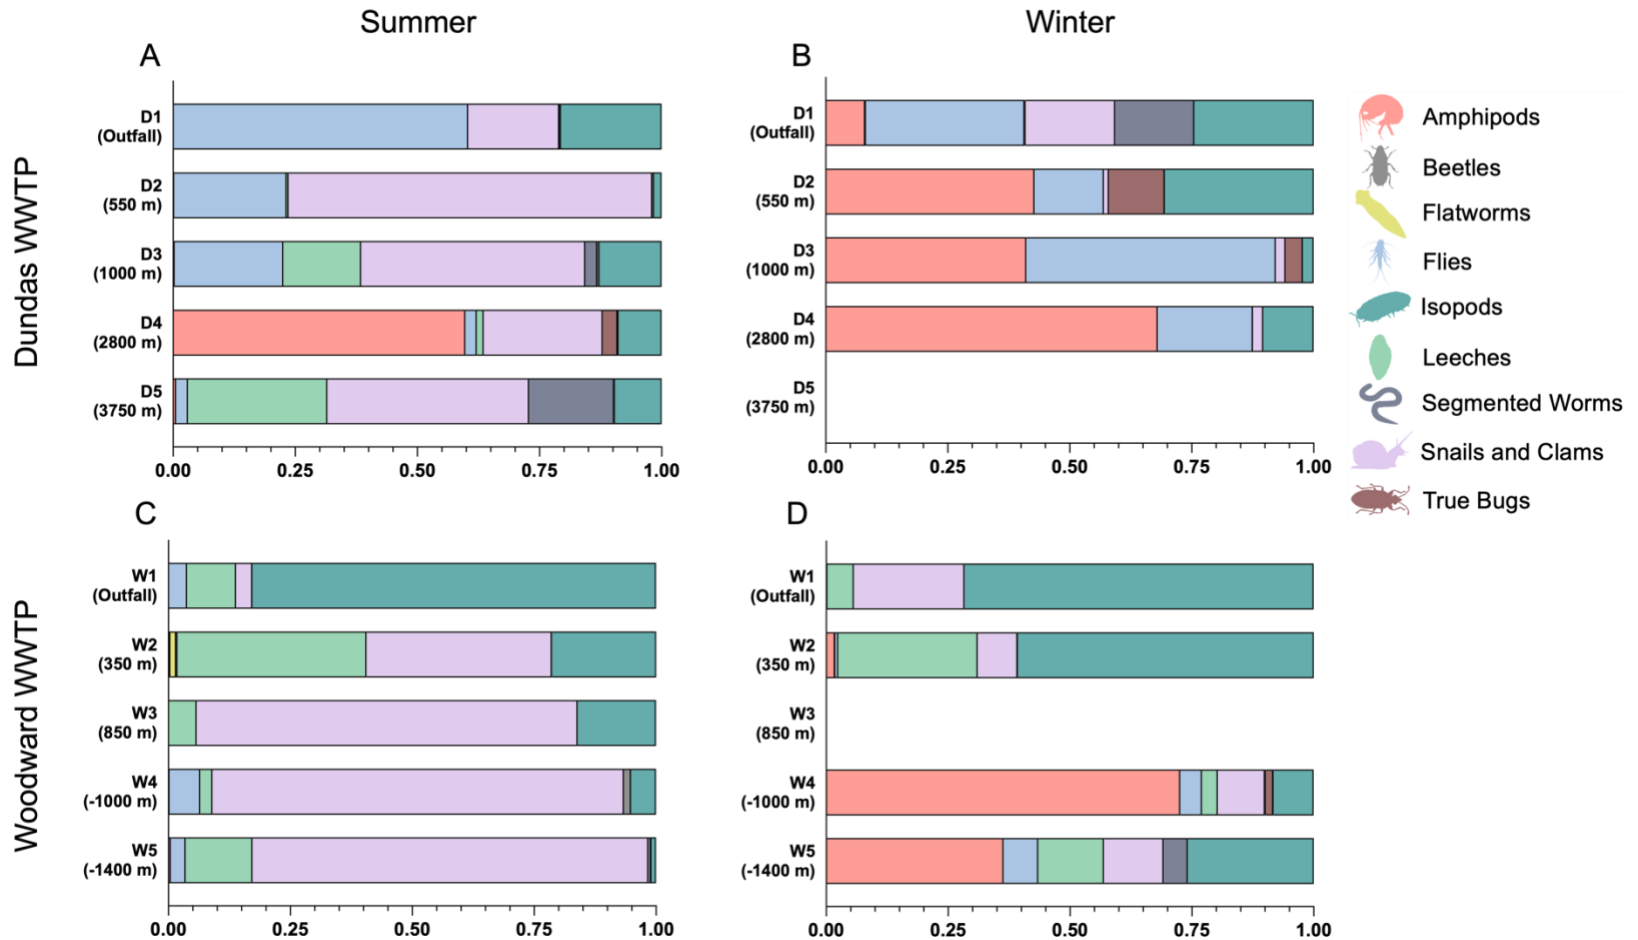 Summer
Winter
A
B
Dundas WWTP
D1
(Outfall)
D2
(550 m)
D3
(1000 m)
D4
(2800 m)
D5
(3750 m)
0.00 0.25 0.50 0.75 1.00
D1
(Outfall)
D2
(550 m)
D3
(1000 m)
D4
(2800 m)
D5
(3750 m)
0.00 0.25 0.50 0.75 1.00
Amphipods
Beetles
Flatworms
Flies
Isopods
Leeches
Segmented Worms
Snails and Clams
True Bugs
C
D
Woodward WWTP
W1
(Outfall)
W2
(350 m)
W3
(850 m)
W4
(-1000 m)
W5
(-1400 m)
0.00 0.25 0.50 0.75 1.00
W1
(Outfall)
W2
(350 m)
W3
(850 m)
W4
(-1000 m)
W5
(-1400 m)
0.00 0.25 0.50 0.75 1.00